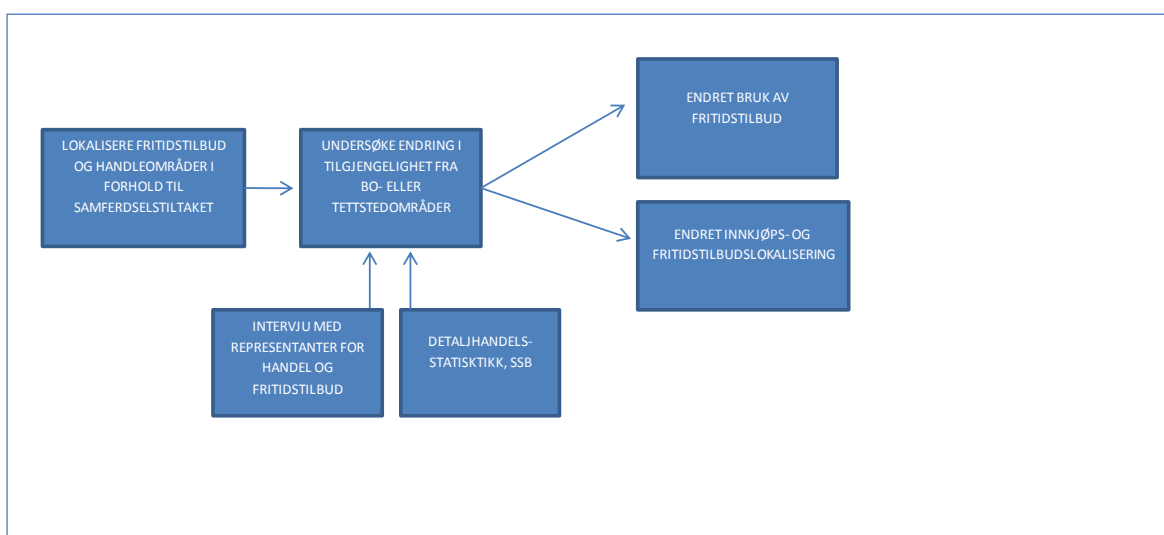 LOKALISERE FRITIDSTILBUD
OG HANDLEOMRÅDER I
FORHOLD TIL
SAMFERDSELSTILTAKET
UNDERSØKE ENDRING I
TILGJENGELIGHET FRA
BO- ELLER
TETTSTEDOMRÅDER
ENDRET BRUK AV
FRITIDSTILBUD
ENDRET INNKJØPS- OG
FRITIDSTILBUDSLOKALISERING
INTERVJU MED
REPRESENTANTER FOR
HANDEL OG
FRITIDSTILBUD
DETALJHANDELS-
STATISKTIKK, SSB